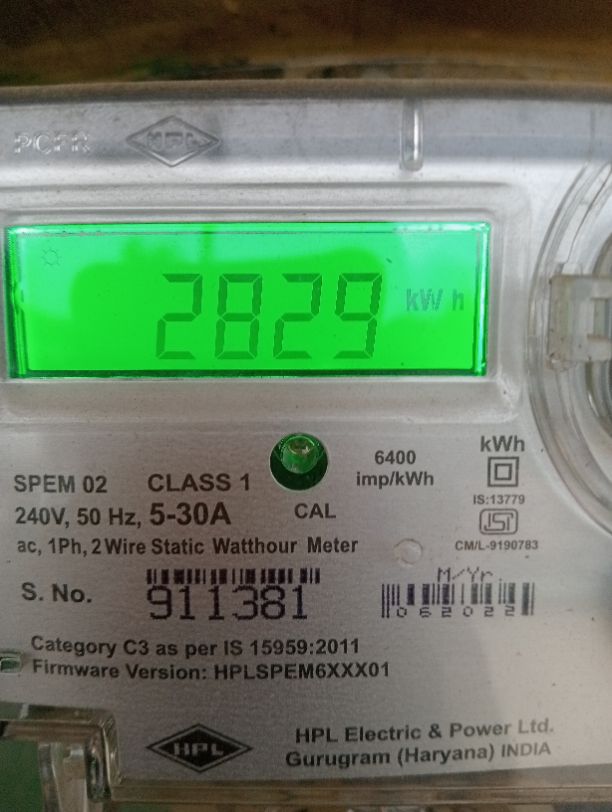 HPL
2829 kWh
6400
imp/kWh
kWh
IS:13779
ISI
CM/L-9190783
SPEM 02 CLASS 1
240V, 50 Hz, 5-30A
CAL
ac, 1Ph, 2 Wire Static Watthour Meter
S. No.
911381
M/Yr.
062022
Category C3 as per IS 15959:2011
Firmware Version: HPLSPEM6XXX01
HPL
HPL Electric & Power Ltd.
Gurugram (Haryana) INDIA